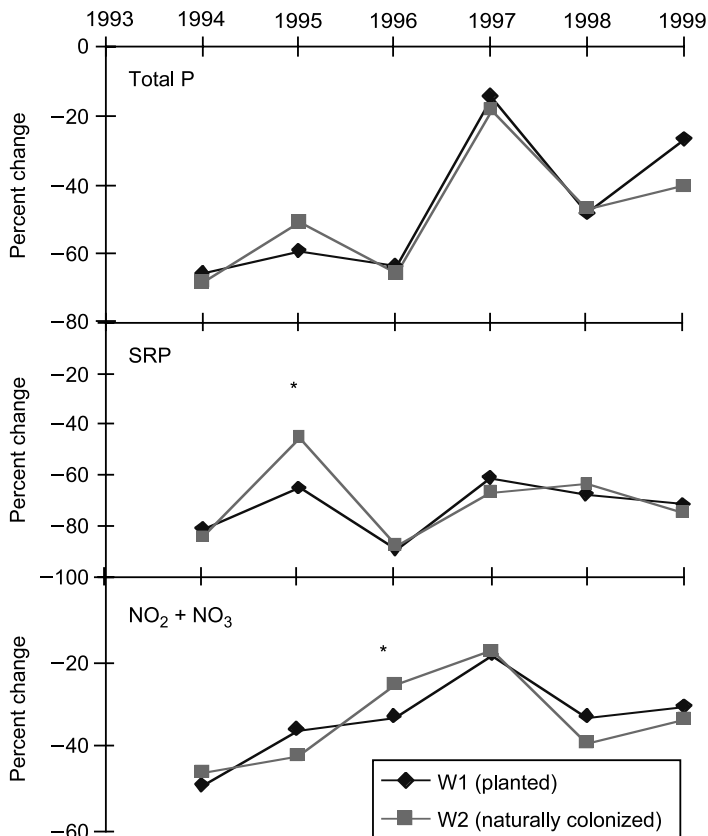 1993 1994 1995 1996 1997 1998 1999
0
Total P
−20
−40
−60
−80
Percent change
SRP
*
−20
−40
−60
−80
−100
Percent change
NO2 + NO3
*
−20
−40
−60
Percent change
W1 (planted)
W2 (naturally colonized)